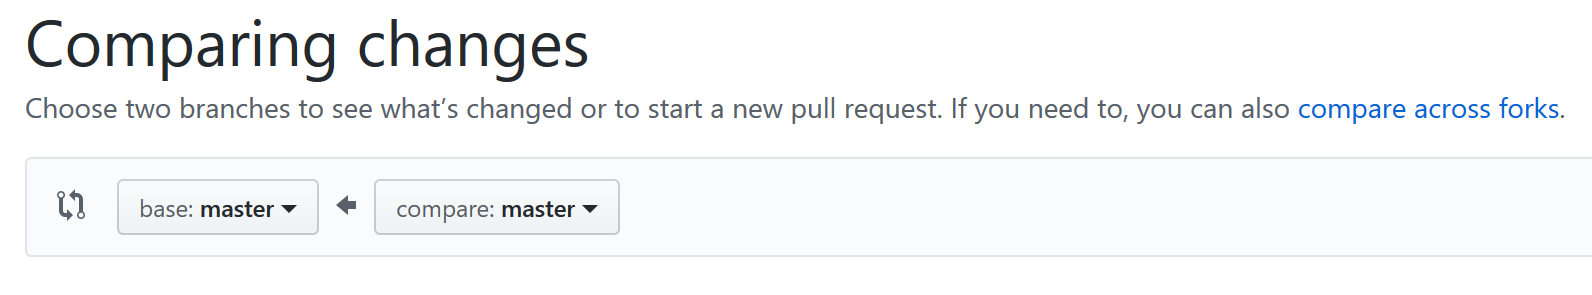 Comparing changes
Choose two branches to see what’s changed or to start a new pull request. If you need to, you can also compare across forks.
base: master compare: master